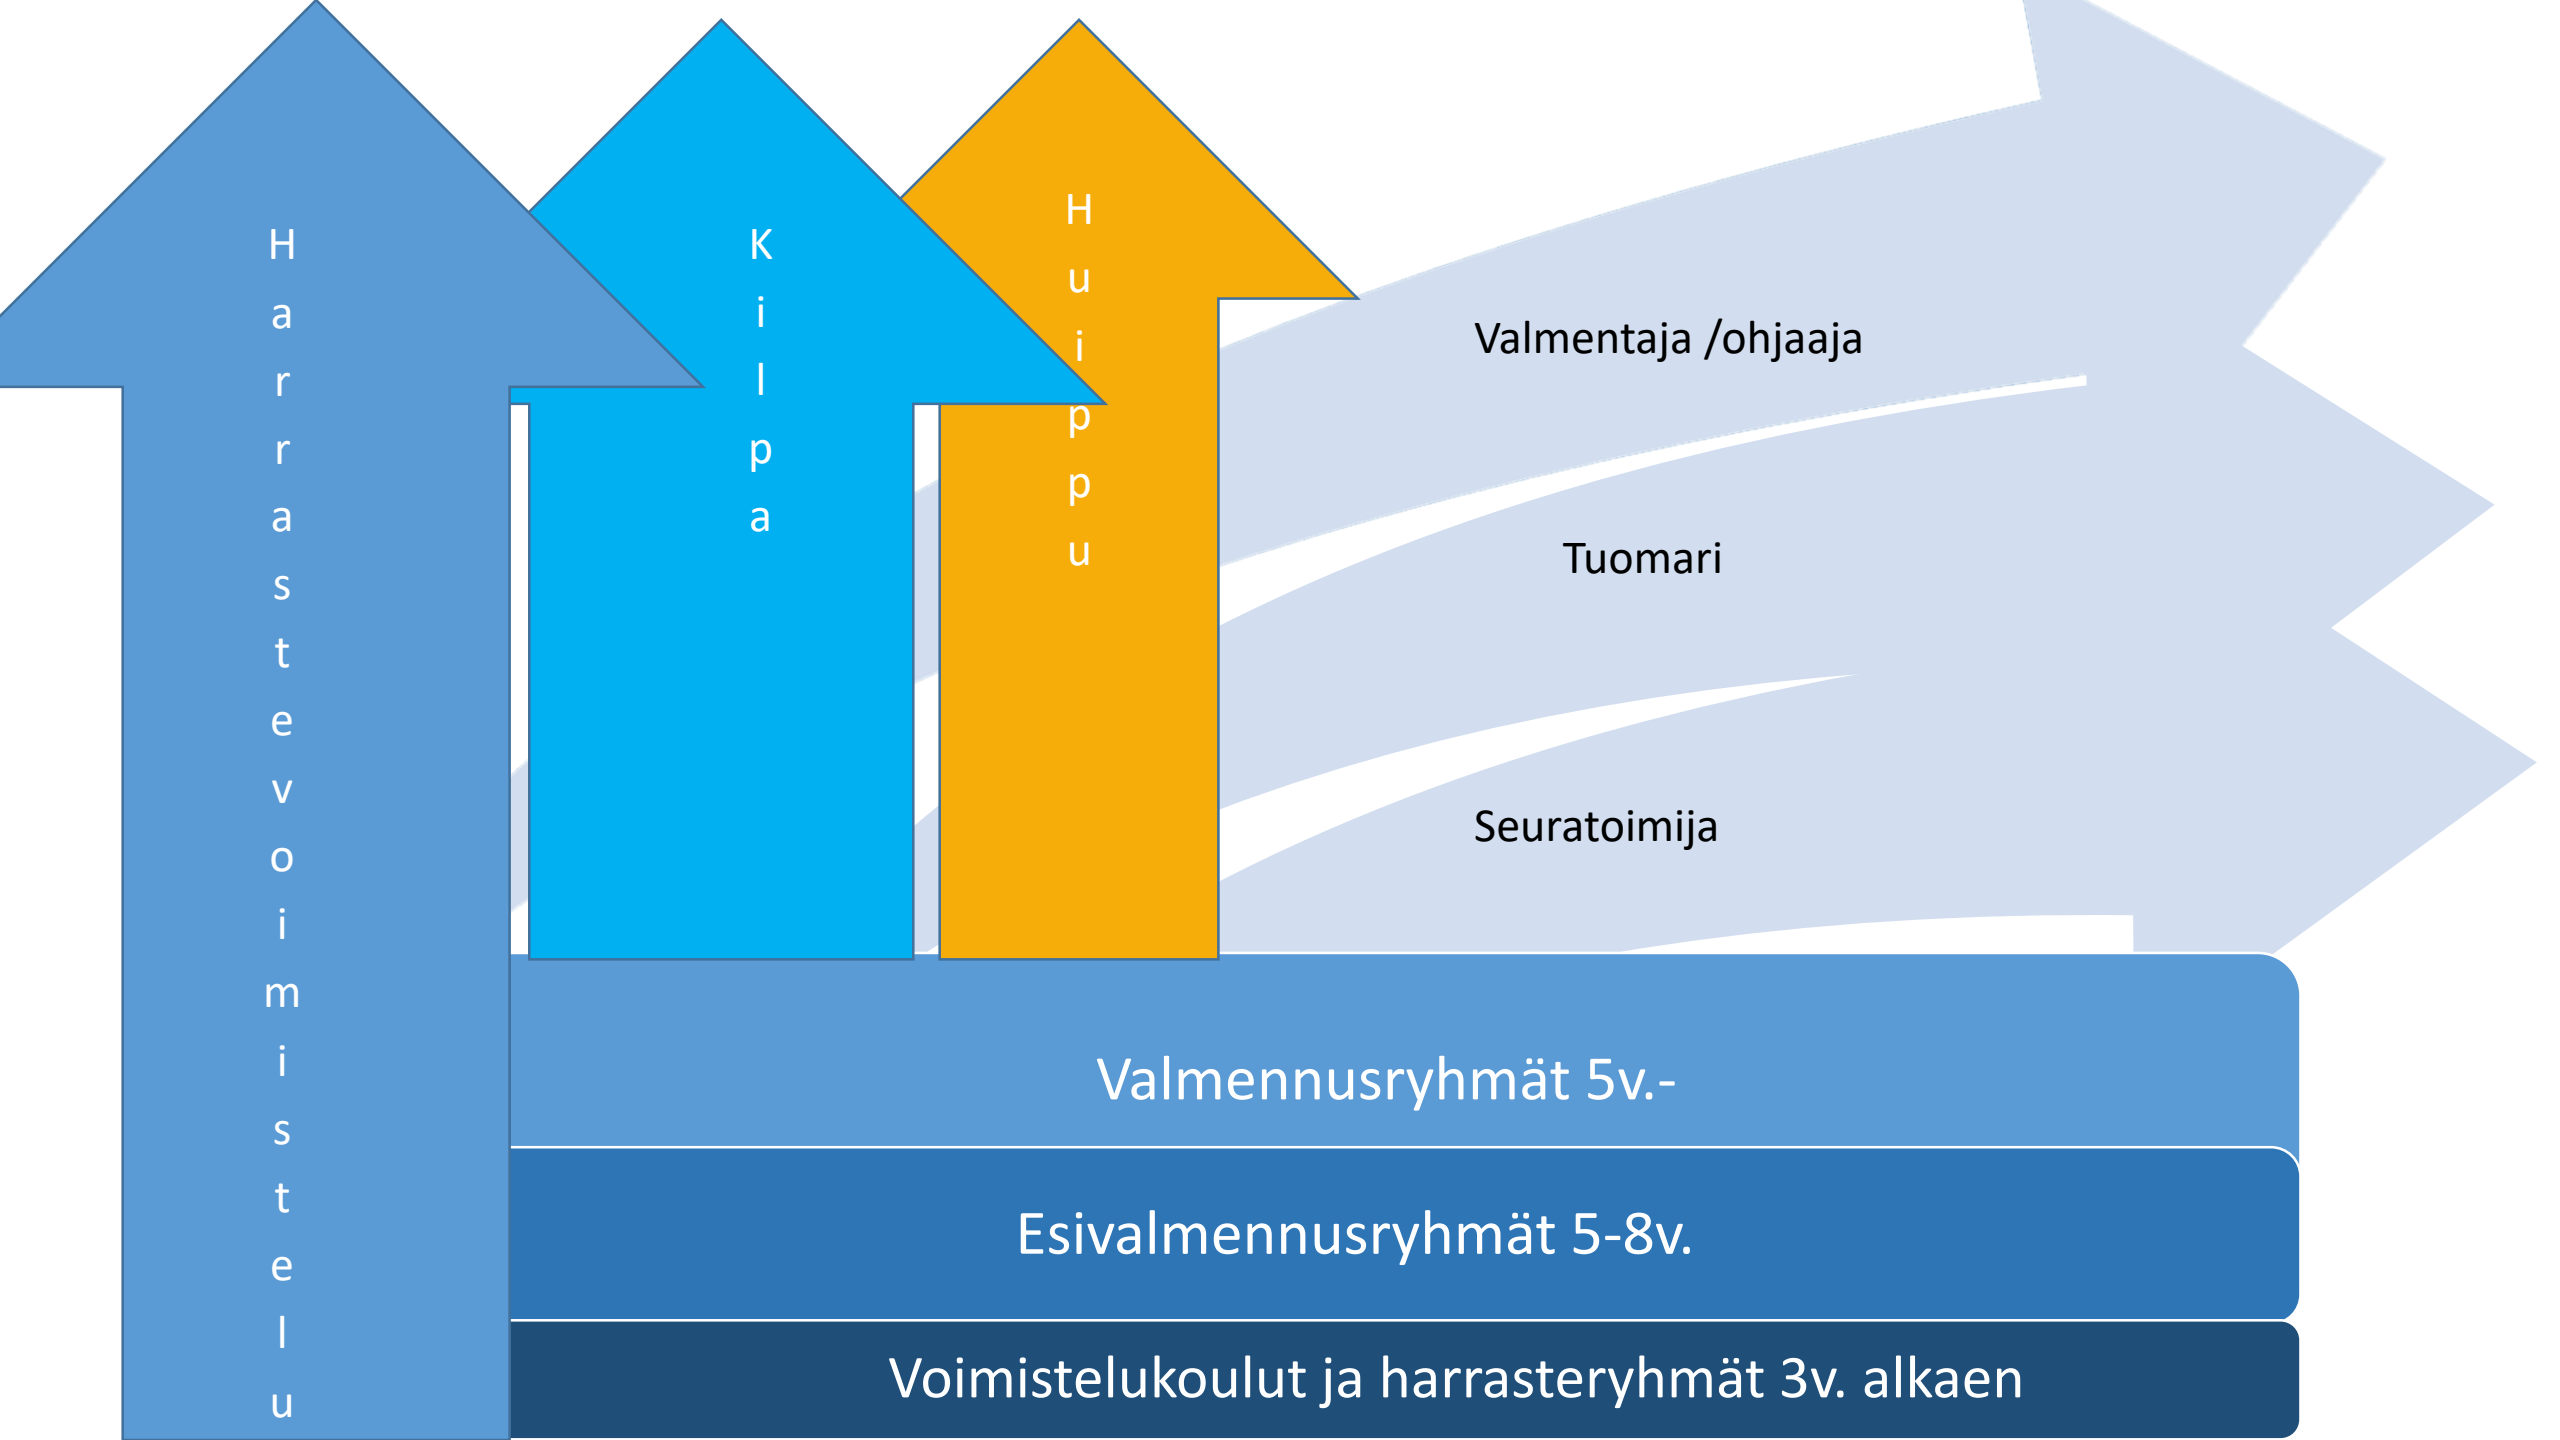 Harrastevoimistelu
Kilpa
Huippu
Valmentaja /ohjaaja
Tuomari
Seuratoimija
Valmennusryhmät 5v.-
Esivalmennusryhmät 5-8v.
Voimistelukoulut ja harrasteryhmät 3v. alkaen